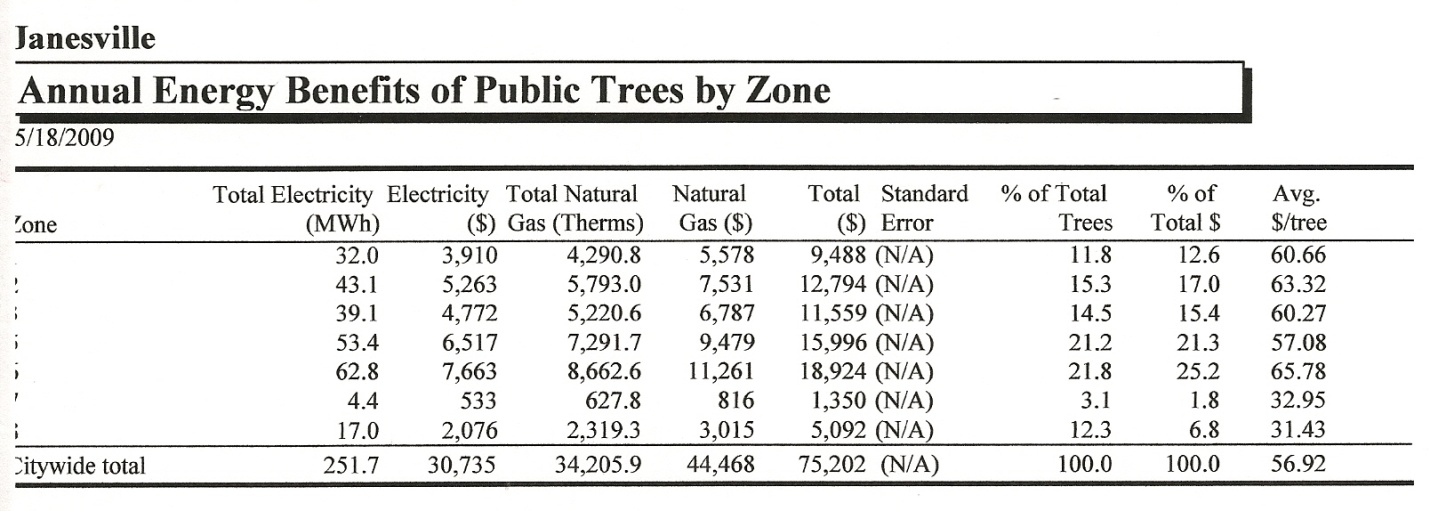 Janesville
Annual Energy Benefits of Public Trees by Zone
5/18/2009
Total Electricity Electricity Total Natural Natural Total Standard % of Total % of Avg.
Zone (MWh) ($) Gas (Therms) Gas ($) ($) Error Trees Total $ $/tree
32.0 3,910 4,290.8 5,578 9,488 (N/A) 11.8 12.6 60.66
43.1 5,263 5,793.0 7,531 12,794 (N/A) 15.3 17.0 63.32
39.1 4,772 5,220.6 6,787 11,559 (N/A) 14.5 15.4 60.27
53.4 6,517 7,291.7 9,479 15,996 (N/A) 21.2 21.3 57.08
62.8 7,663 8,662.6 11,261 18,924 (N/A) 21.8 25.2 65.78
4.4 533 627.8 816 1,350 (N/A) 3.1 1.8 32.95
17.0 2,076 2,319.3 3,015 5,092 (N/A) 12.3 6.8 31.43
Citywide total 251.7 30,735 34,205.9 44,468 75,202 (N/A) 100.0 100.0 56.92